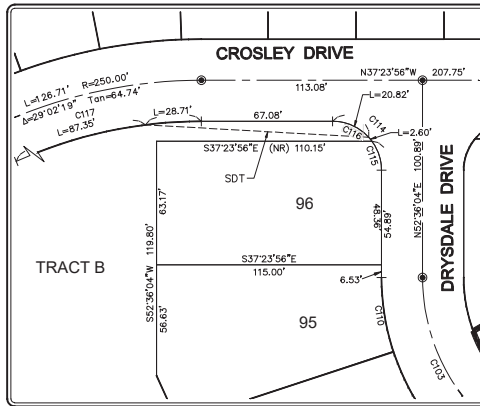 CROSLEY DRIVE
N37°23'56"W 207.75'
113.08'
L=126.71' R=250.00'
Δ=29°02'19" Tan=64.74'
C117
L=87.35'
L=28.71'
67.08'
L=20.82'
C114
C116
L=2.60'
C115
S37°23'56"E (NR) 110.15'
SDT
N52°36'04"E 100.89'
DRYSDALE DRIVE
63.17'
96
48.36'
54.89'
S52°36'04"W 119.80'
TRACT B
S37°23'56"E
115.00'
6.53'
56.63'
95
C110
C103